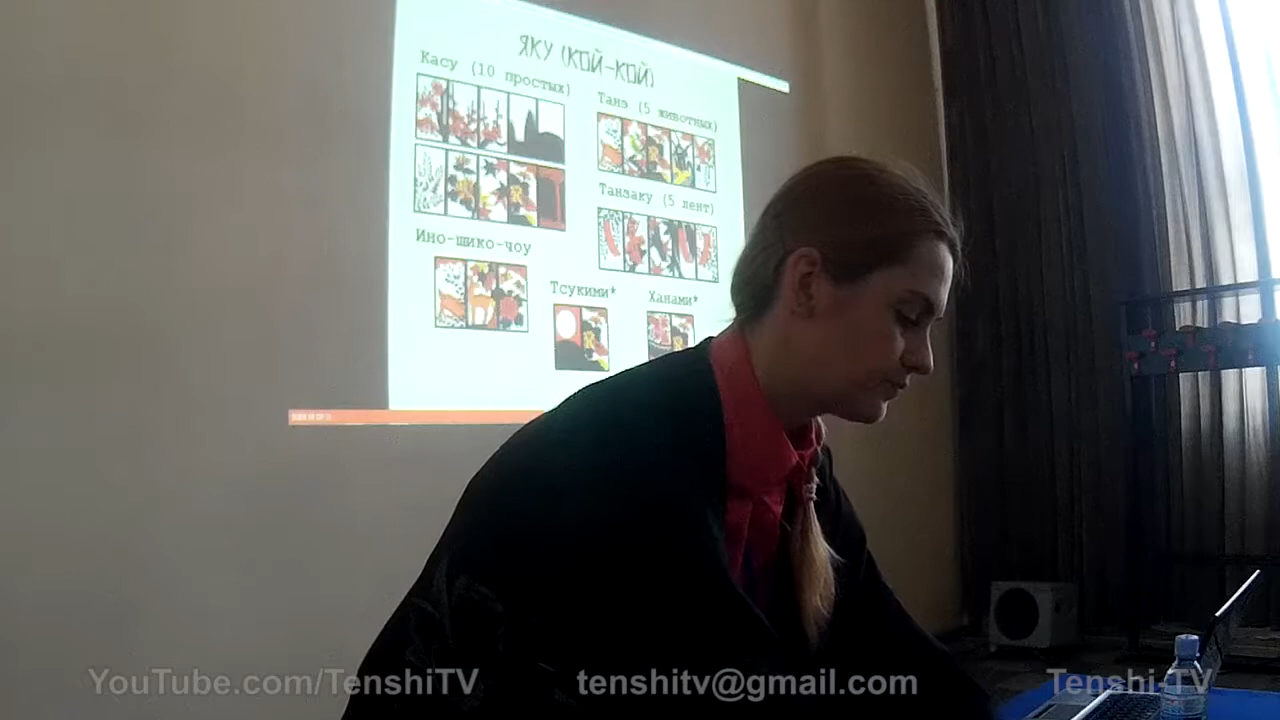 ЯКУ (КОЙ-КОЙ)
Касу (10 простых)
Танэ (5 животных)
Танзаку (5 лент)
Ино-шико-чоу
Тсукими*
Ханами*
YouTube.com/TenshiTV
tenshitv@gmail.com
Tenshi-TV